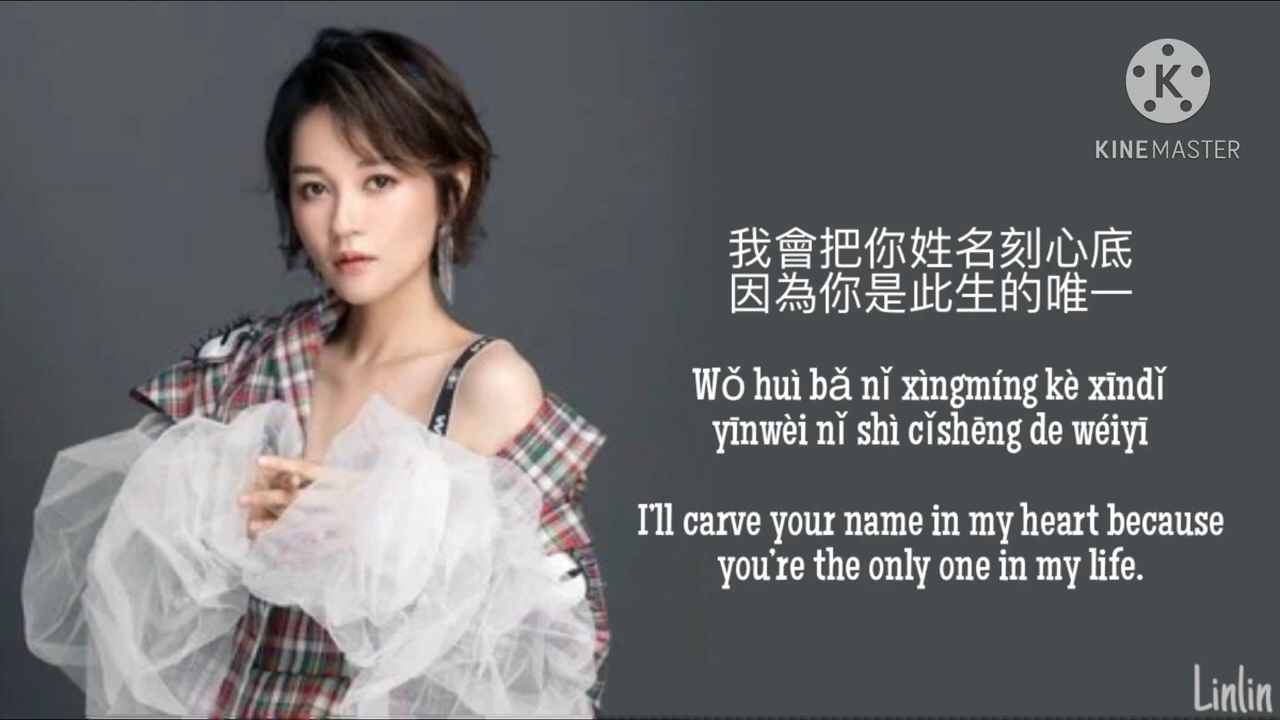 K
KINEMASTER
我會把你姓名刻心底
因為你是此生的唯一
Wǒ huì bǎ nǐ xìngmíng kè xīndǐ
yīnwèi nǐ shì cǐshēng de wéiyī
I'll carve your name in my heart because
you're the only one in my life.
Linlin